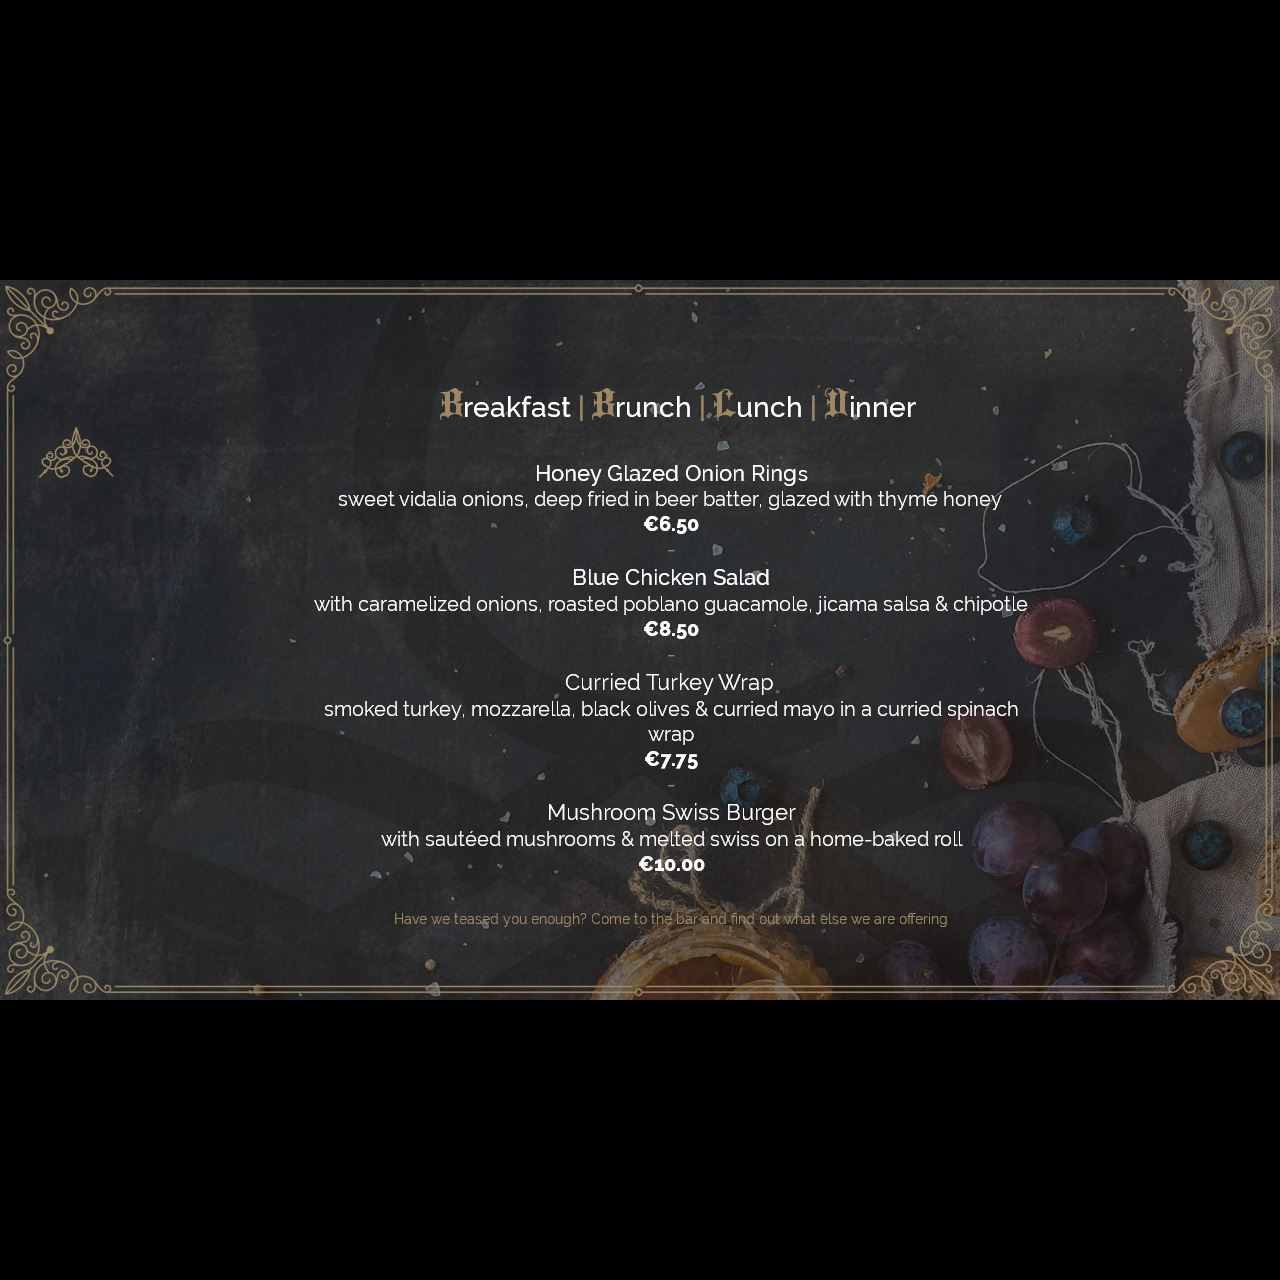 Breakfast | Brunch | Lunch | Dinner
Honey Glazed Onion Rings
sweet vidalia onions, deep fried in beer batter, glazed with thyme honey
€6.50
–
Blue Chicken Salad
with caramelized onions, roasted poblano guacamole, jicama salsa & chipotle
€8.50
–
Curried Turkey Wrap
smoked turkey, mozzarella, black olives & curried mayo in a curried spinach
wrap
€7.75
–
Mushroom Swiss Burger
with sautéed mushrooms & melted swiss on a home-baked roll
€10.00
Have we teased you enough? Come to the bar and find out what else we are offering